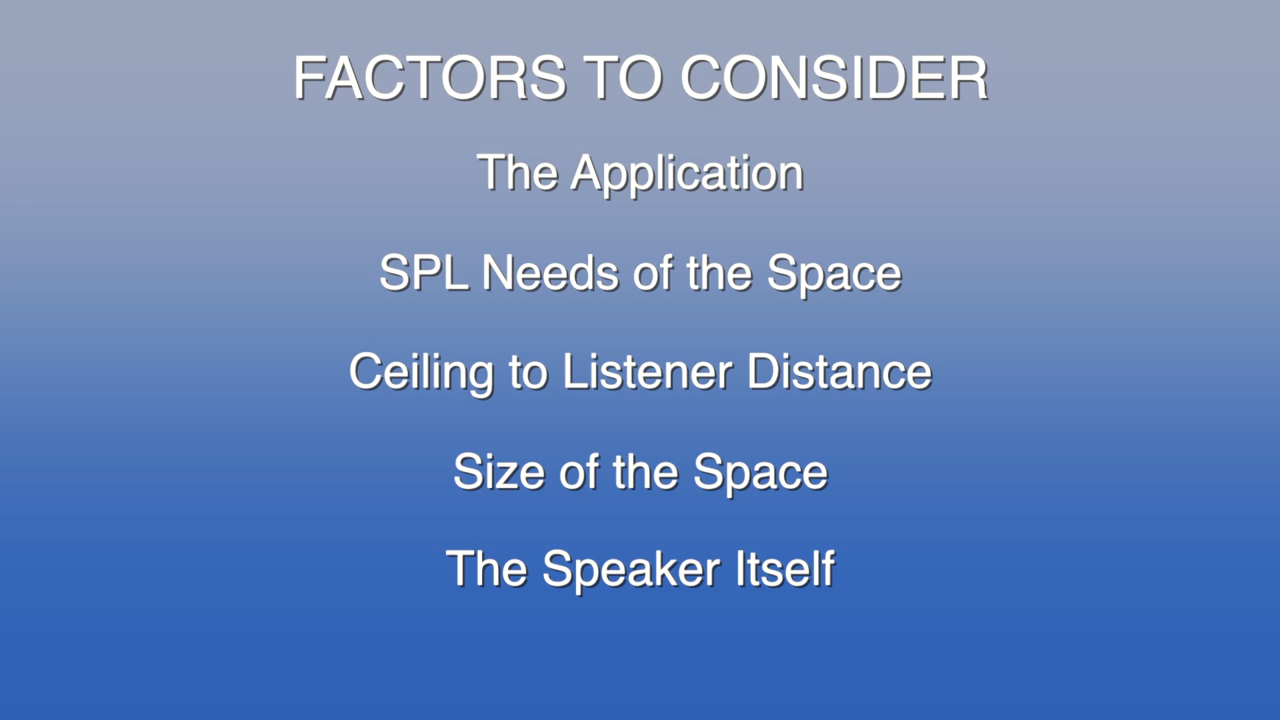 FACTORS TO CONSIDER
The Application
SPL Needs of the Space
Ceiling to Listener Distance
Size of the Space
The Speaker Itself